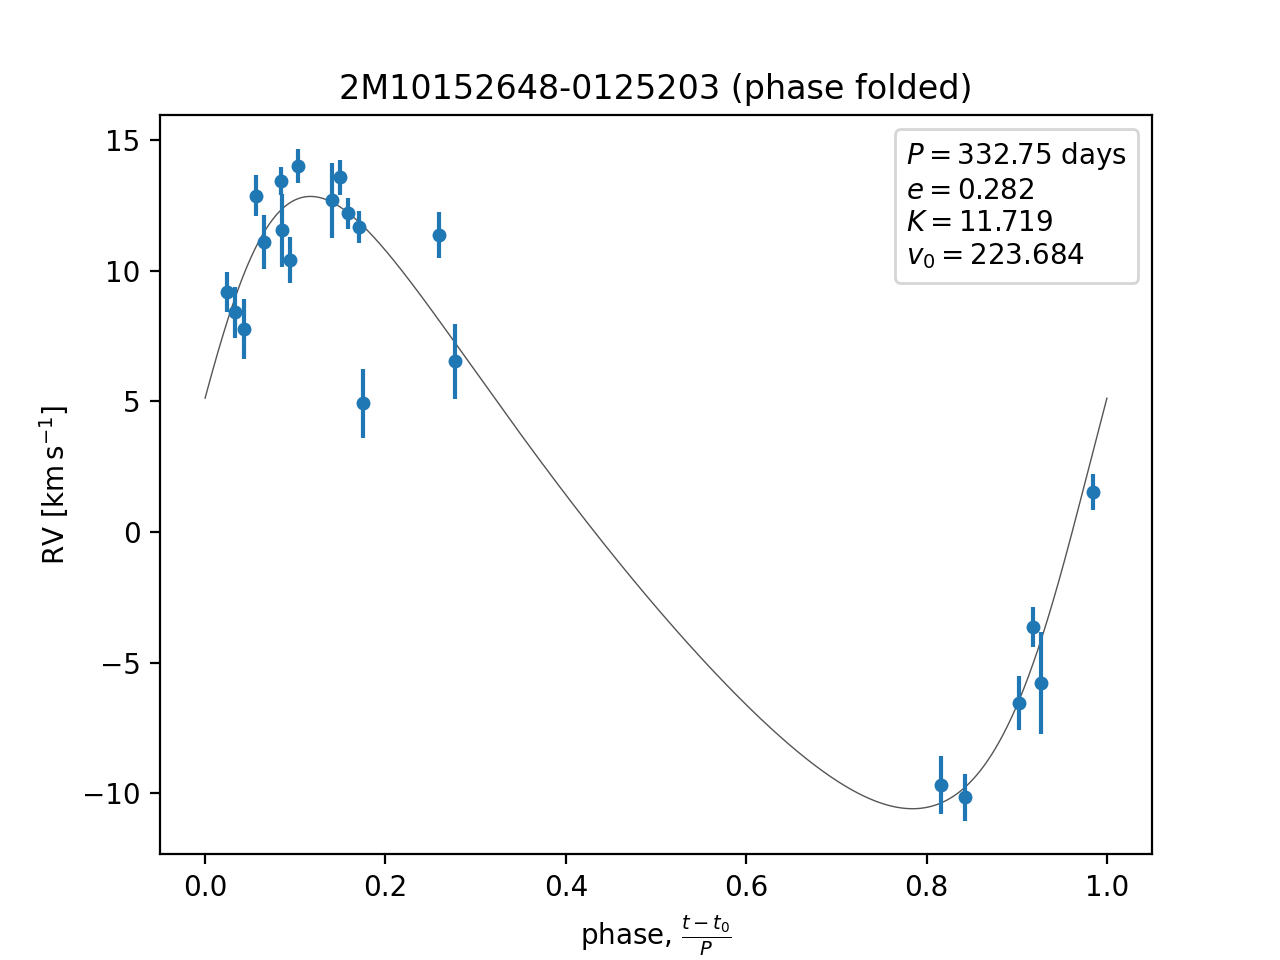 2M10152648-0125203 (phase folded)
P = 332.75 days
e = 0.282
K = 11.719
v₀ = 223.684
15
10
5
0
−5
−10
RV [km s⁻¹]
0.0 0.2 0.4 0.6 0.8 1.0
phase, (t − t₀)/P